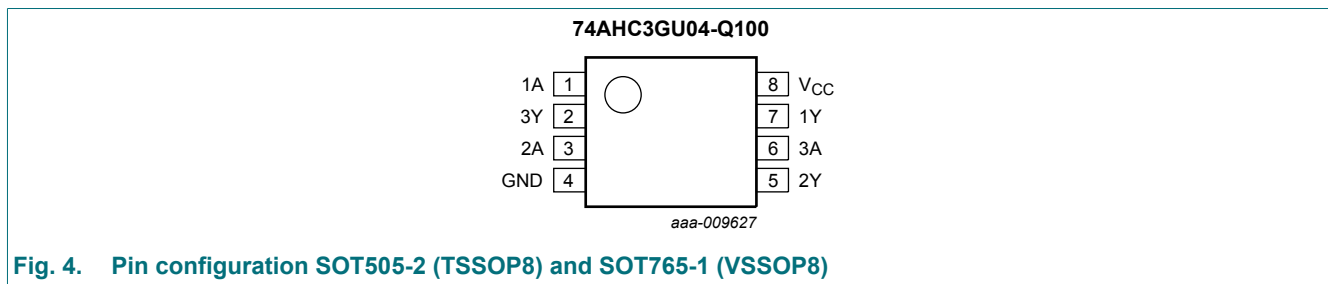 74AHC3GU04-Q100
1A 1 8 VCC
3Y 2 7 1Y
2A 3 6 3A
GND 4 5 2Y
aaa-009627
Fig. 4. Pin configuration SOT505-2 (TSSOP8) and SOT765-1 (VSSOP8)